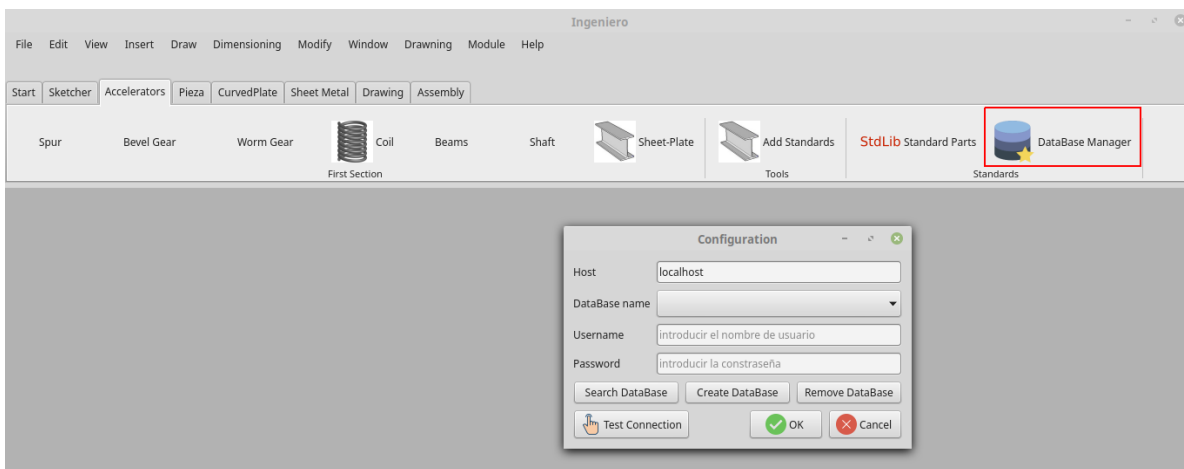 Ingeniero
File Edit View Insert Draw Dimensioning Modify Window Drawning Module Help
Start Sketcher Accelerators Pieza CurvedPlate Sheet Metal Drawing Assembly
Spur Bevel Gear Worm Gear Coil Beams Shaft Sheet-Plate Add Standards StdLib Standard Parts DataBase Manager
First Section Tools Standards
Configuration
Host localhost
DataBase name
Username introducir el nombre de usuario
Password introducir la constraseña
Search DataBase Create DataBase Remove DataBase
Test Connection OK Cancel